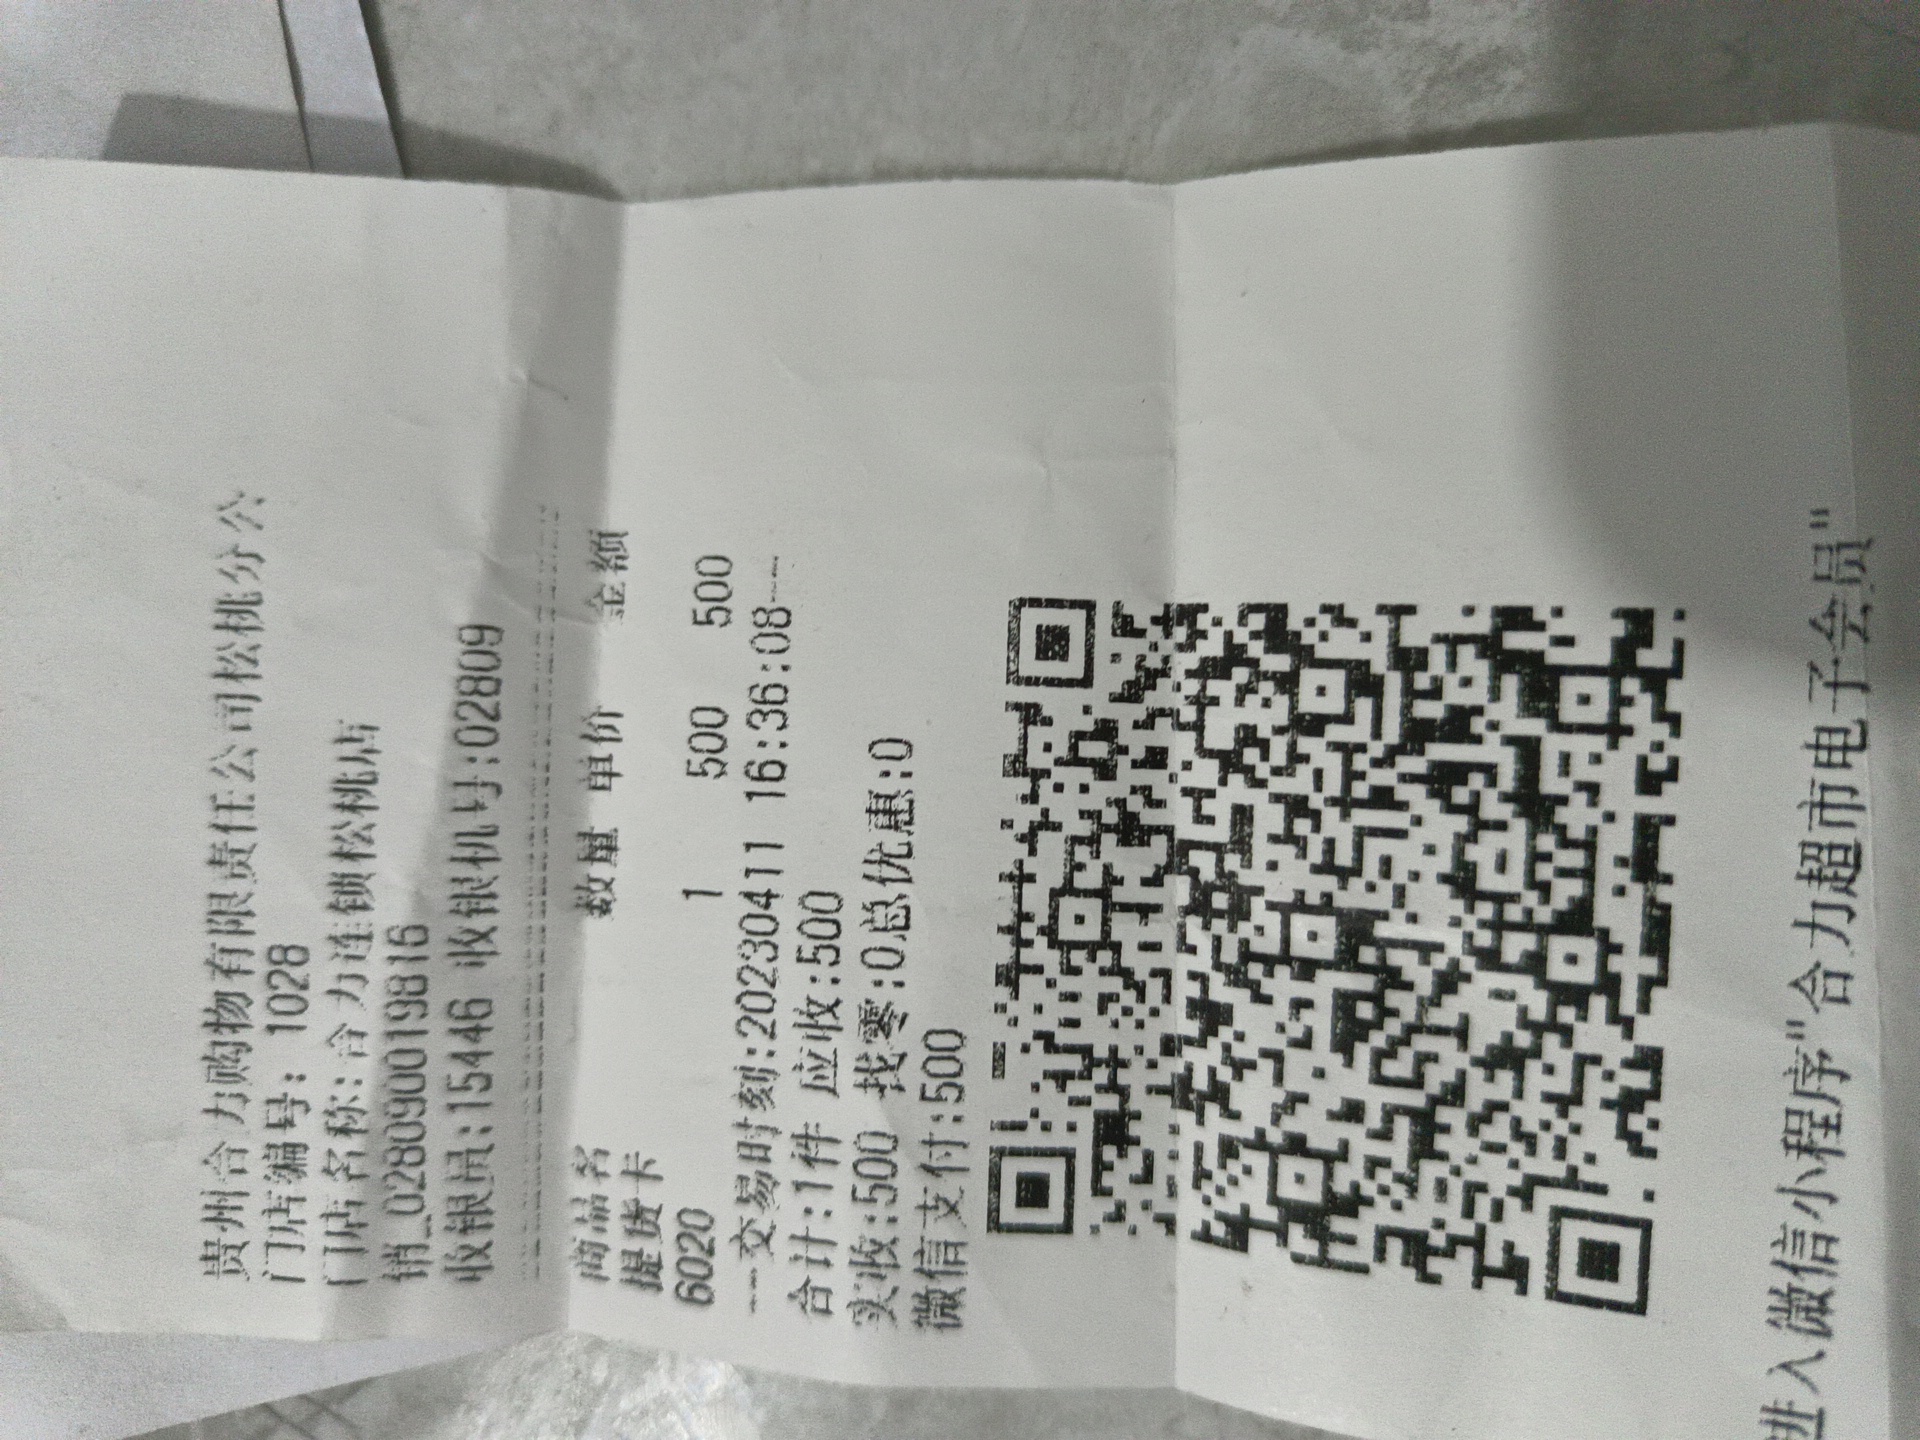 贵州合力购物有限责任公司松桃分公
门店编号: 1028
门店名称:合力连锁松桃店
销_02809000198​16
收银员:15446 收银机号:02809
商品名 数量 单价 金额
提货卡
6020 1 500 500
---交易时刻:20230411 16:36:08---
合计:1件 应收:500
实收:500 找零:0总优惠:0
微信支付:500
进入微信小程序"合力超市电子会员"